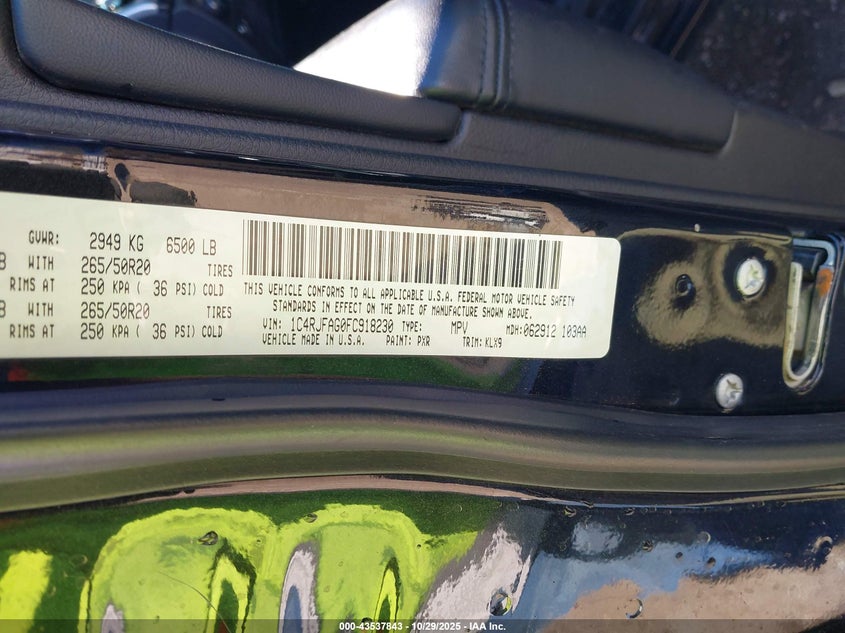 GVWR: 2949 KG 6500 LB
B WITH 265/50R20 TIRES
RIMS AT 250 KPA ( 36 PSI) COLD
B WITH 265/50R20 TIRES
RIMS AT 250 KPA ( 36 PSI) COLD
THIS VEHICLE CONFORMS TO ALL APPLICABLE U.S.A. FEDERAL MOTOR VEHICLE SAFETY
STANDARDS IN EFFECT ON THE DATE OF MANUFACTURE SHOWN ABOVE.
VIN: 1C4RJFAG0FC918230 TYPE: MPV MDH:062912 103AA
VEHICLE MADE IN U.S.A. PAINT: PXR TRIM: KLX9
000-43537843 | 10/29/2025 - IAA Inc.